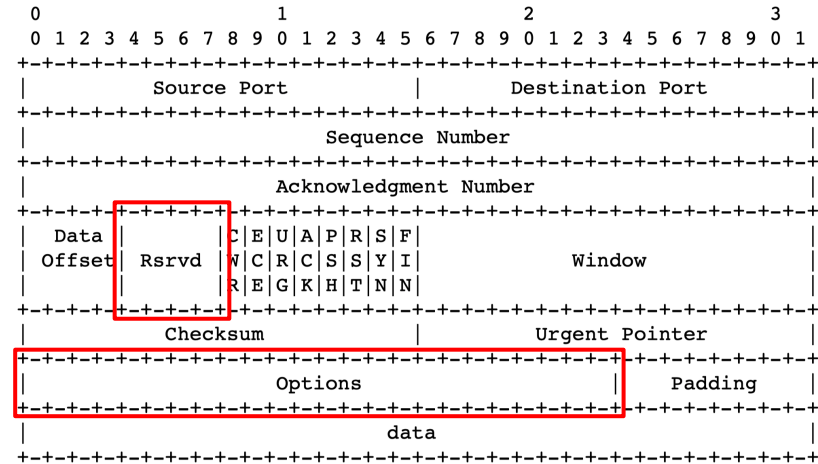 0                   1                   2                   3
 0 1 2 3 4 5 6 7 8 9 0 1 2 3 4 5 6 7 8 9 0 1 2 3 4 5 6 7 8 9 0 1
+-+-+-+-+-+-+-+-+-+-+-+-+-+-+-+-+-+-+-+-+-+-+-+-+-+-+-+-+-+-+-+-+
|          Source Port          |       Destination Port        |
+-+-+-+-+-+-+-+-+-+-+-+-+-+-+-+-+-+-+-+-+-+-+-+-+-+-+-+-+-+-+-+-+
|                        Sequence Number                        |
+-+-+-+-+-+-+-+-+-+-+-+-+-+-+-+-+-+-+-+-+-+-+-+-+-+-+-+-+-+-+-+-+
|                    Acknowledgment Number                      |
+-+-+-+-+-+-+-+-+-+-+-+-+-+-+-+-+-+-+-+-+-+-+-+-+-+-+-+-+-+-+-+-+
|  Data |       |C|E|U|A|P|R|S|F|                               |
| Offset| Rsrvd |W|C|R|C|S|S|Y|I|            Window             |
|       |       |R|E|G|K|H|T|N|N|                               |
+-+-+-+-+-+-+-+-+-+-+-+-+-+-+-+-+-+-+-+-+-+-+-+-+-+-+-+-+-+-+-+-+
|           Checksum            |         Urgent Pointer        |
+-+-+-+-+-+-+-+-+-+-+-+-+-+-+-+-+-+-+-+-+-+-+-+-+-+-+-+-+-+-+-+-+
|                    Options                    |    Padding    |
+-+-+-+-+-+-+-+-+-+-+-+-+-+-+-+-+-+-+-+-+-+-+-+-+-+-+-+-+-+-+-+-+
|                             data                              |
+-+-+-+-+-+-+-+-+-+-+-+-+-+-+-+-+-+-+-+-+-+-+-+-+-+-+-+-+-+-+-+-+